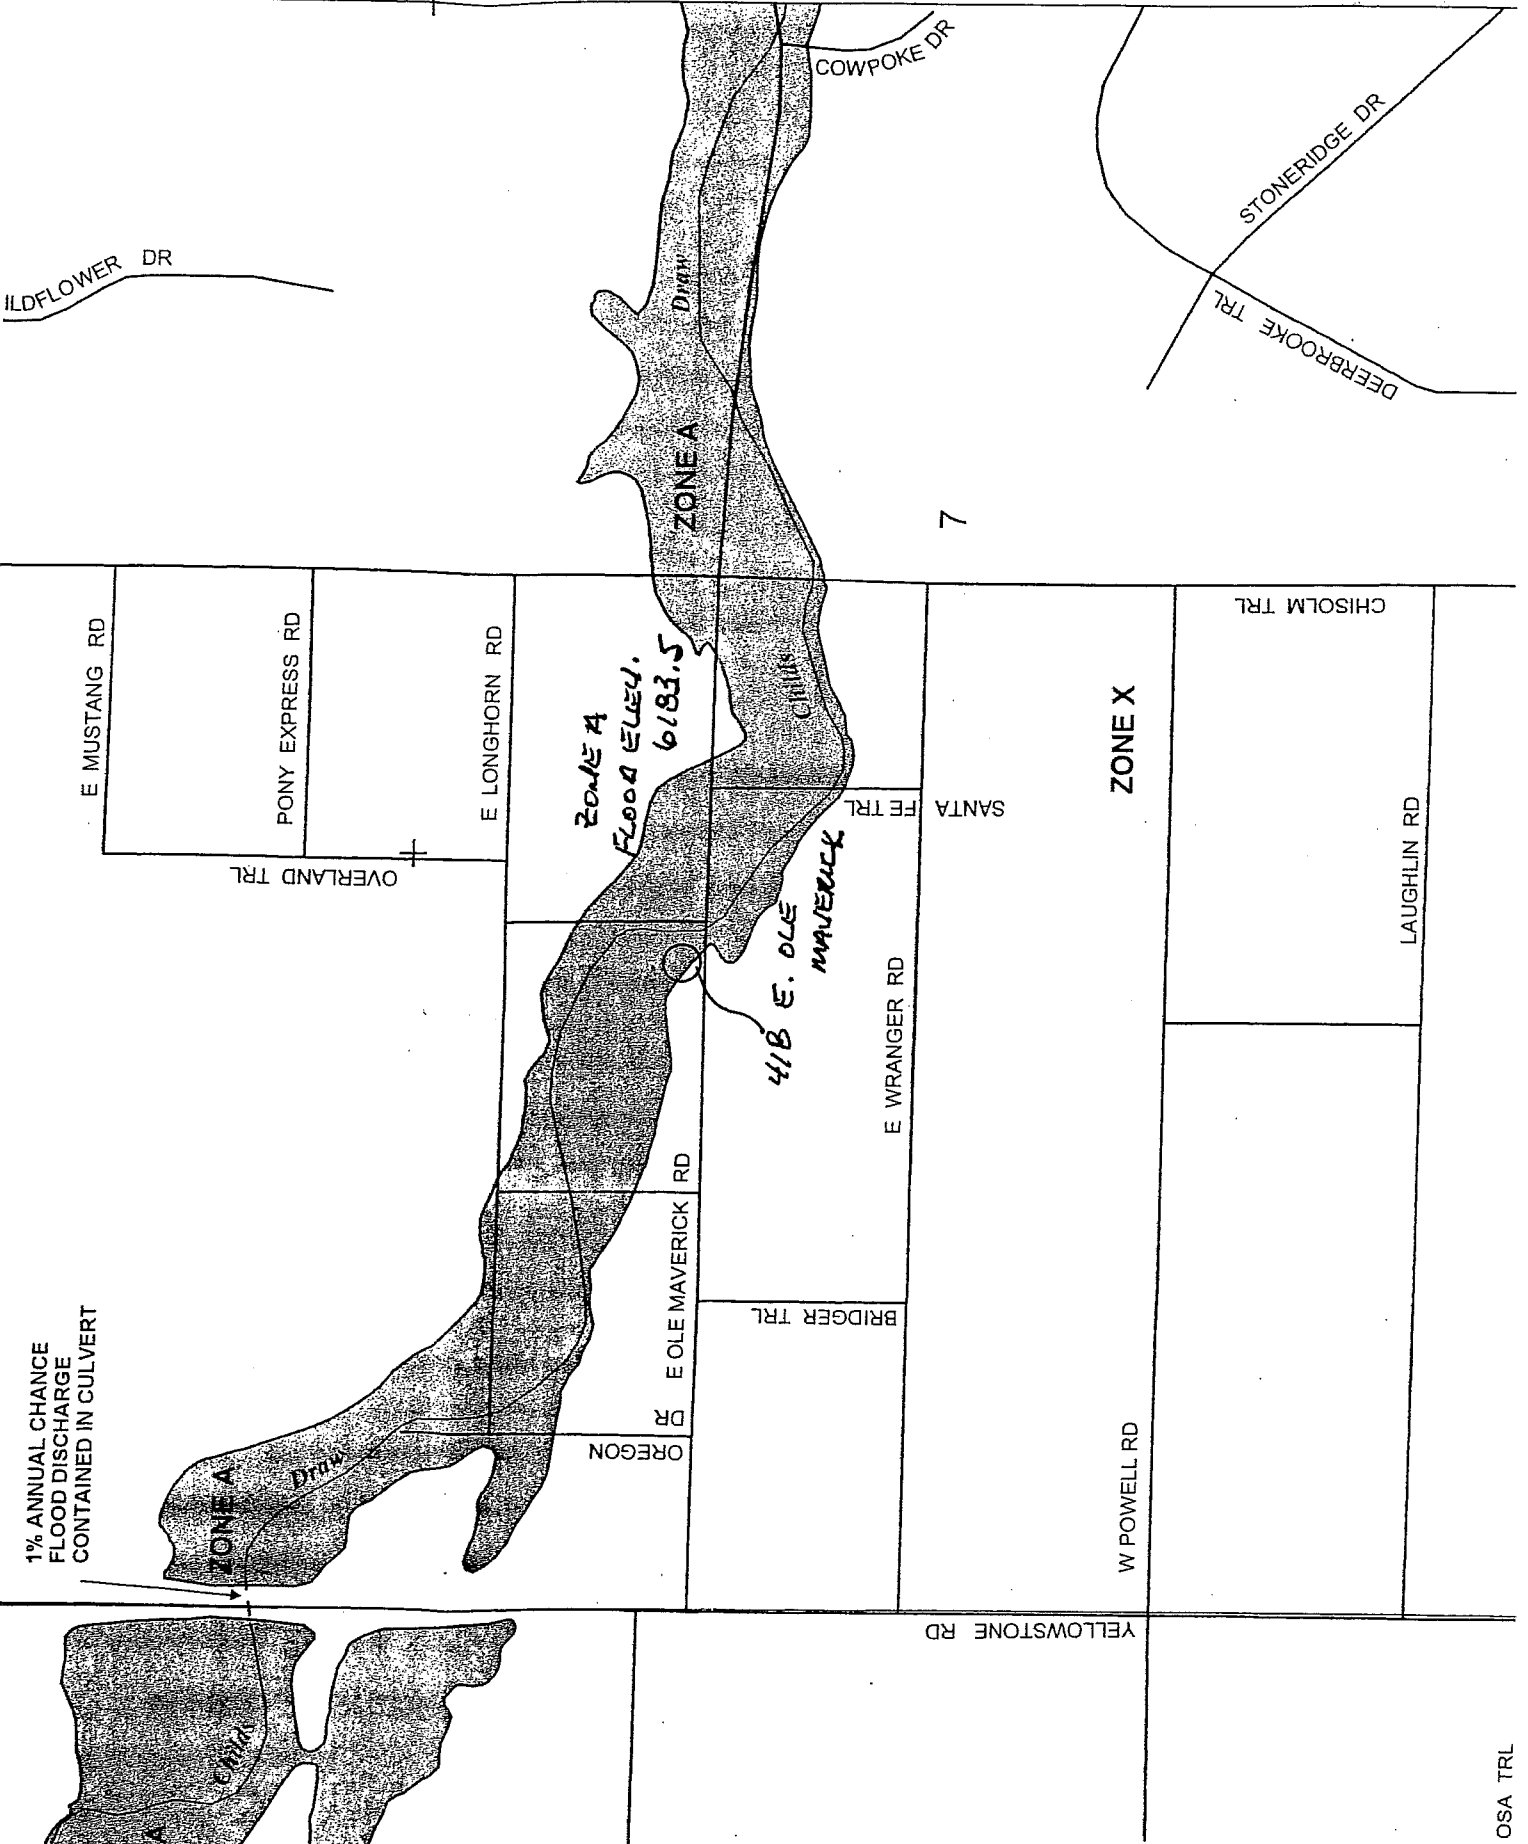 COWPOKE DR
STONERIDGE DR
ILDFLOWER DR
Draw
DEERBROOKE TRL
ZONE A
7
E MUSTANG RD
PONY EXPRESS RD
E LONGHORN RD
CHISOLM TRL
ZONE A
FLOOD ELEV.
6183.5
Childs
ZONE X
OVERLAND TRL
SANTA FE TRL
LAUGHLIN RD
418 E. OLE
MAVERICK
E WRANGER RD
E OLE MAVERICK RD
BRIDGER TRL
1% ANNUAL CHANCE
FLOOD DISCHARGE
CONTAINED IN CULVERT
OREGON DR
ZONE A
Draw
W POWELL RD
YELLOWSTONE RD
Childs
A
OSA TRL